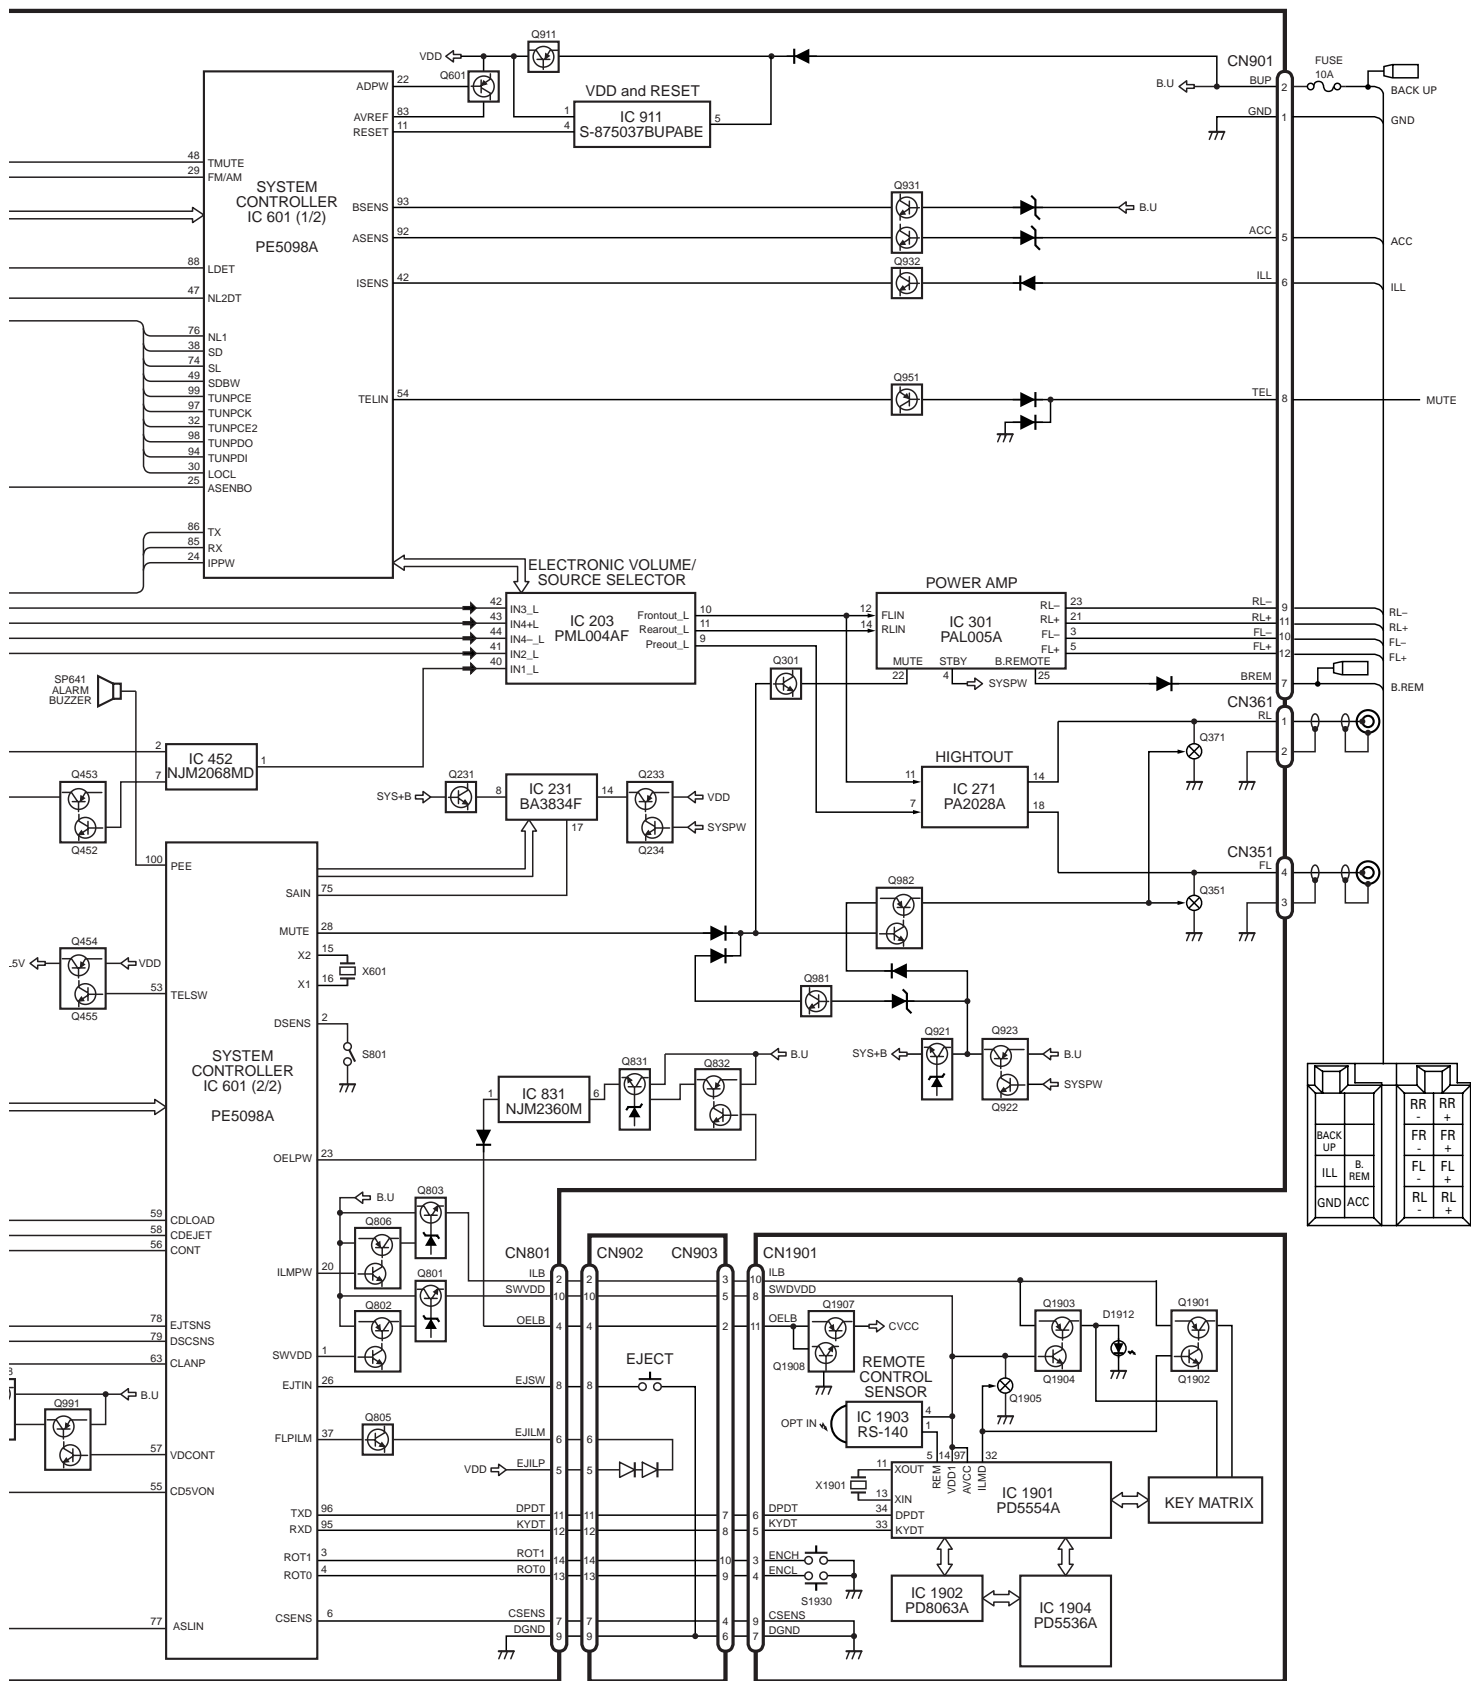 Q911
VDD
CN901
FUSE
10A
Q601
ADPW
22
VDD and RESET
B.U
BUP
2
BACK UP
AVREF
83
1
IC 911
5
GND
1
GND
RESET
11
4
S-875037BUPABE
48
TMUTE
29
FM/AM
SYSTEM
CONTROLLER
IC 601 (1/2)
PE5098A
Q931
BSENS
93
B.U
ASENS
92
ACC
5
ACC
Q932
88
LDET
ISENS
42
ILL
6
ILL
47
NL2DT
76
NL1
38
SD
74
SL
49
SDBW
99
TUNPCE
97
TUNPCK
32
TUNPCE2
98
TUNPDO
94
TUNPDI
30
LOCL
25
ASENBO
Q951
TELIN
54
TEL
8
MUTE
86
TX
85
RX
24
IPPW
ELECTRONIC VOLUME/
SOURCE SELECTOR
42
IN3_L
43
IN4+L
44
IN4–_L
41
IN2_L
40
IN1_L
IC 203
PML004AF
Frontout_L
10
Rearout_L
11
Preout_L
9
POWER AMP
12
FLIN
14
RLIN
IC 301
PAL005A
RL–
23
RL–
9
RL–
RL+
21
RL+
11
RL+
FL–
3
FL–
10
FL–
FL+
5
FL+
12
FL+
MUTE
STBY
B.REMOTE
22
4
SYSPW
25
BREM
7
B.REM
Q301
SP641
ALARM
BUZZER
CN361
RL
1
2
Q371
2
7
IC 452
NJM2068MD
1
HIGHTOUT
11
7
IC 271
PA2028A
14
18
Q453
Q452
Q231
SYS+B
8
IC 231
BA3834F
14
17
Q233
VDD
SYSPW
Q234
CN351
FL
4
3
Q351
100
PEE
SAIN
75
Q982
MUTE
28
X2
15
X1
16
X601
Q454
VDD
Q455
53
TELSW
Q981
DSENS
2
S801
SYSTEM
CONTROLLER
IC 601 (2/2)
PE5098A
Q921
Q923
SYS+B
B.U
SYSPW
Q922
Q831
Q832
B.U
1
IC 831
NJM2360M
6
OELPW
23
RR
-
RR
+
BACK
UP
FR
-
FR
+
ILL
B.
REM
FL
-
FL
+
GND
ACC
RL
-
RL
+
B.U
Q803
Q806
Q801
Q802
59
CDLOAD
58
CDEJET
56
CONT
ILMPW
20
78
EJTSNS
79
DSCSNS
63
CLANP
SWVDD
1
CN801
CN902
CN903
CN1901
ILB
2
2
3
10
ILB
SWVDD
10
10
5
8
SWDVDD
OELB
4
4
2
11
OELB
Q1907
CVCC
Q1908
Q1903
Q1904
D1912
Q1901
Q1902
Q1905
EJECT
REMOTE
CONTROL
SENSOR
EJTIN
26
EJSW
8
8
B.U
Q991
57
VDCONT
FLPILM
37
Q805
EJILM
6
6
VDD
EJILP
5
5
OPT IN
IC 1903
RS-140
4
1
5
14
97
32
REM
VDD1
AVCC
ILMD
11
XOUT
X1901
13
XIN
34
DPDT
33
KYDT
IC 1901
PD5554A
KEY MATRIX
55
CD5VON
TXD
96
DPDT
11
11
7
6
DPDT
RXD
95
KYDT
12
12
8
5
KYDT
ROT1
3
ROT1
14
14
10
3
ENCH
ROT0
4
ROT0
13
13
9
4
ENCL
S1930
IC 1902
PD8063A
IC 1904
PD5536A
77
ASLIN
CSENS
6
CSENS
7
7
4
9
CSENS
DGND
9
9
6
7
DGND